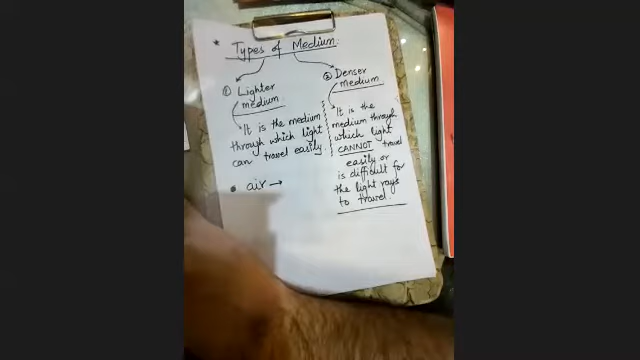 * Types of Medium.
① Lighter
medium
It is the medium
through which light
can travel easily.
• air →
② Denser
medium
It is the
medium through
which light
CANNOT travel
easily or
is difficult for
the light rays
to travel.